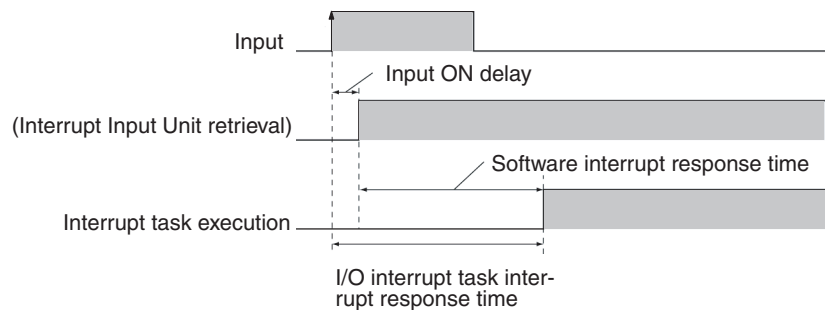 Input
Input ON delay
(Interrupt Input Unit retrieval)
Software interrupt response time
Interrupt task execution
I/O interrupt task inter-
rupt response time